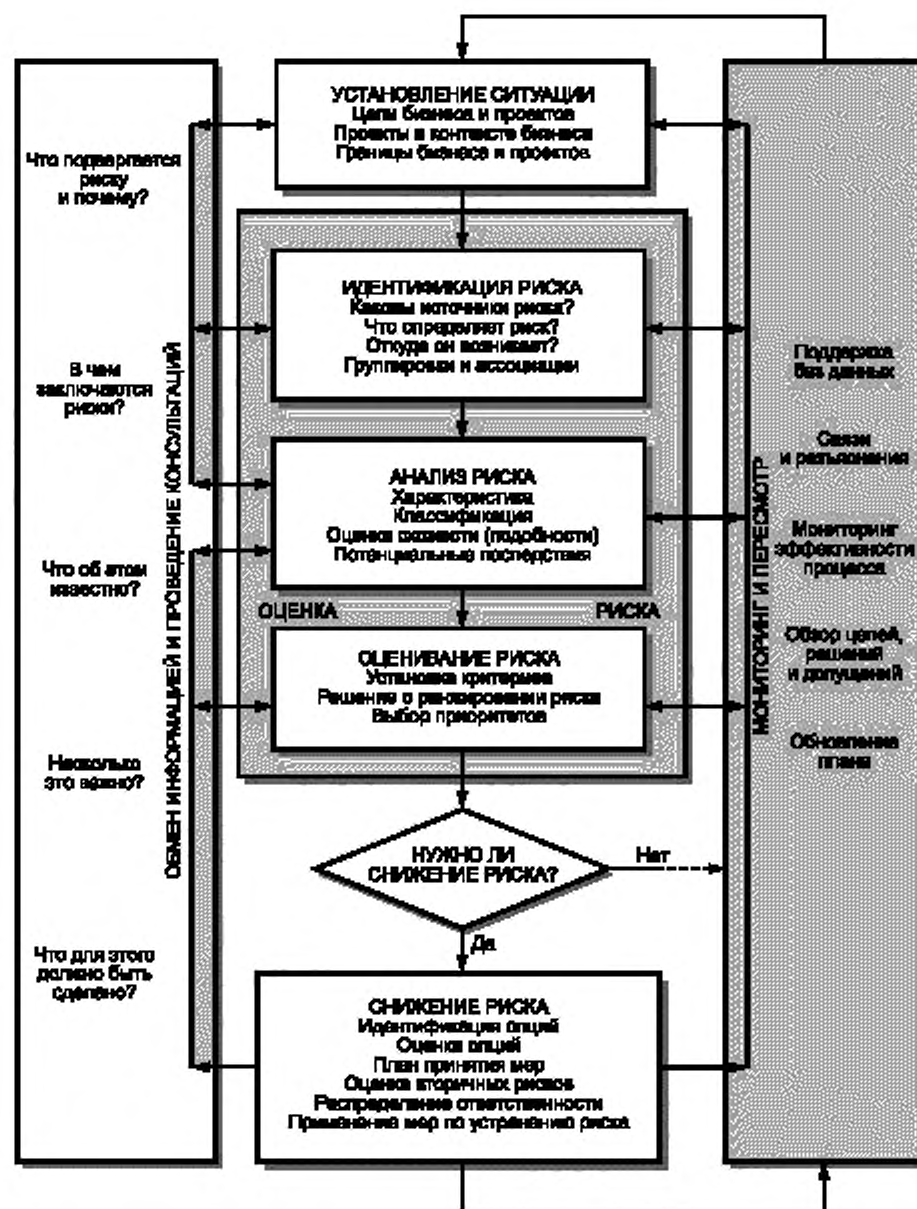 УСТАНОВЛЕНИЕ СИТУАЦИИ
Цели бизнеса и проектов
Проекты в контексте бизнеса
Границы бизнеса и проектов
Что подвергается
риску
и почему?
ИДЕНТИФИКАЦИЯ РИСКА
Каковы источники риска?
Что определяет риск?
Откуда он возникает?
Группировки и ассоциации
В чем
заключаются
риски?
АНАЛИЗ РИСКА
Характеристика
Классификация
Оценка схожести (подобности)
Потенциальные последствия
Что об этом
известно?
ОЦЕНКА РИСКА
ОЦЕНИВАНИЕ РИСКА
Установка критериев
Решение о ранжировании риска
Выбор приоритетов
Насколько
это важно?
НУЖНО ЛИ
СНИЖЕНИЕ РИСКА?
Нет
Да
Что для этого
должно быть
сделано?
СНИЖЕНИЕ РИСКА
Идентификация опций
Оценка опций
План принятия мер
Оценка вторичных рисков
Распределение ответственности
Применение мер по устранению риска
ОБМЕН ИНФОРМАЦИЕЙ И ПРОВЕДЕНИЕ КОНСУЛЬТАЦИЙ
МОНИТОРИНГ И ПЕРЕСМОТР
Поддержка
баз данных
Связи
и разъяснения
Мониторинг
эффективности
процесса
Обзор целей,
решений
и допущений
Обновление
плана